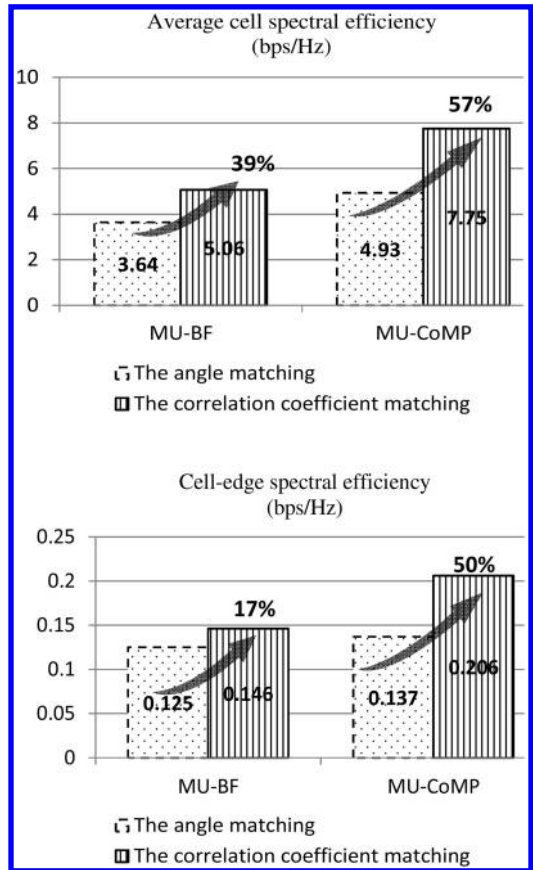 Average cell spectral efficiency
(bps/Hz)
10
8
6
4
2
0
57%
39%
3.64
5.06
4.93
7.75
MU-BF
MU-CoMP
The angle matching
The correlation coefficient matching
Cell-edge spectral efficiency
(bps/Hz)
0.25
0.2
0.15
0.1
0.05
0
50%
17%
0.125
0.146
0.137
0.206
MU-BF
MU-CoMP
The angle matching
The correlation coefficient matching